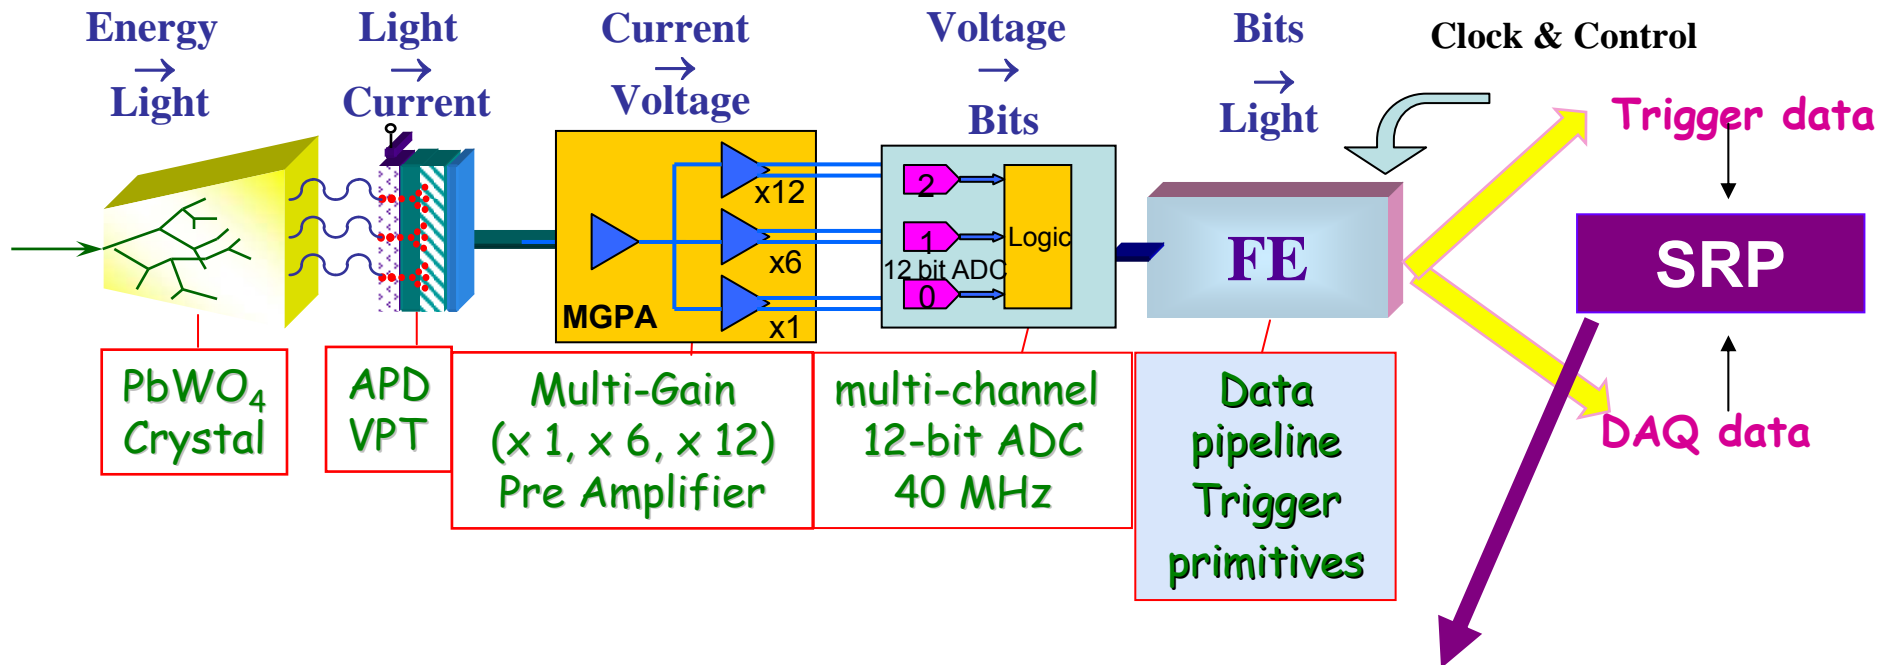 Energy
→
Light
Light
→
Current
Current
→
Voltage
Voltage
→
Bits
Bits
→
Light
Clock & Control
Trigger data
x12
x6
x1
MGPA
2
1
12 bit ADC
0
Logic
FE
SRP
DAQ data
PbWO₄
Crystal
APD
VPT
Multi-Gain
(x 1, x 6, x 12)
Pre Amplifier
multi-channel
12-bit ADC
40 MHz
Data
pipeline
Trigger
primitives